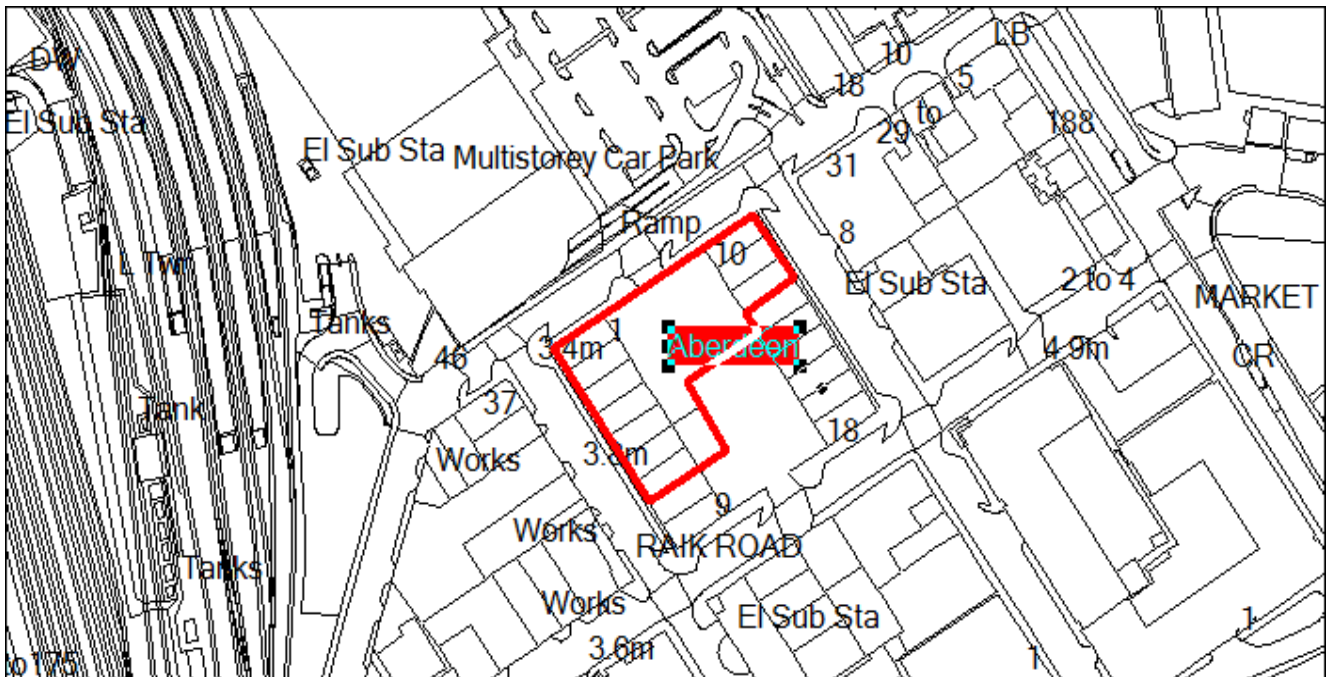 LB
DW
10
5
18
to
El Sub Sta
188
29
El Sub Sta
Multistorey Car Park
31
Ramp
8
10
L Twr
El Sub Sta
2 to 4
MARKET
Tanks
1
3.4m
Aberdeen
4.9m
46
CR
37
Tank
18
Works
3.8m
9
Works
RAIK ROAD
Tanks
Works
El Sub Sta
1
3.6m
1
to 175